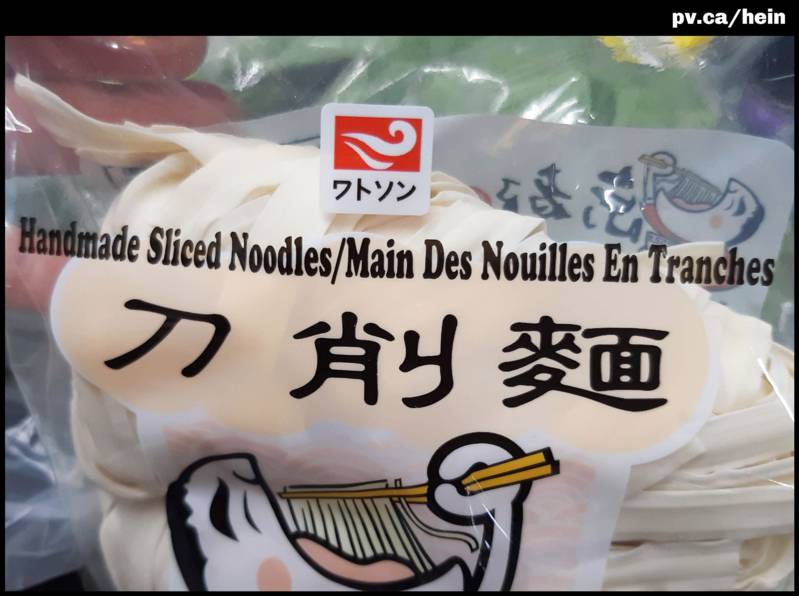 pv.ca/hein
ワトソン
Handmade Sliced Noodles/Main Des Nouilles En Tranches
刀削麵